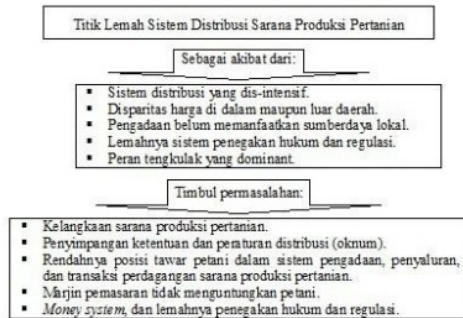 Titik Lemah Sistem Distribusi Sarana Produksi Pertanian
Sebagai akibat dari:
▪ Sistem distribusi yang dis-intensif.
▪ Disparitas harga di dalam maupun luar daerah.
▪ Pengadaan belum memanfaatkan sumberdaya lokal.
▪ Lemahnya sistem penegakan hukum dan regulasi.
▪ Peran tengkulak yang dominant.
Timbul permasalahan:
▪ Kelangkaan sarana produksi pertanian.
▪ Penyimpangan ketentuan dan peraturan distribusi (oknum).
▪ Rendahnya posisi tawar petani dalam sistem pengadaan, penyaluran,
dan transaksi perdagangan sarana produksi pertanian.
▪ Marjin pemasaran tidak menguntungkan petani.
▪ Money system, dan lemahnya penegakan hukum dan regulasi.